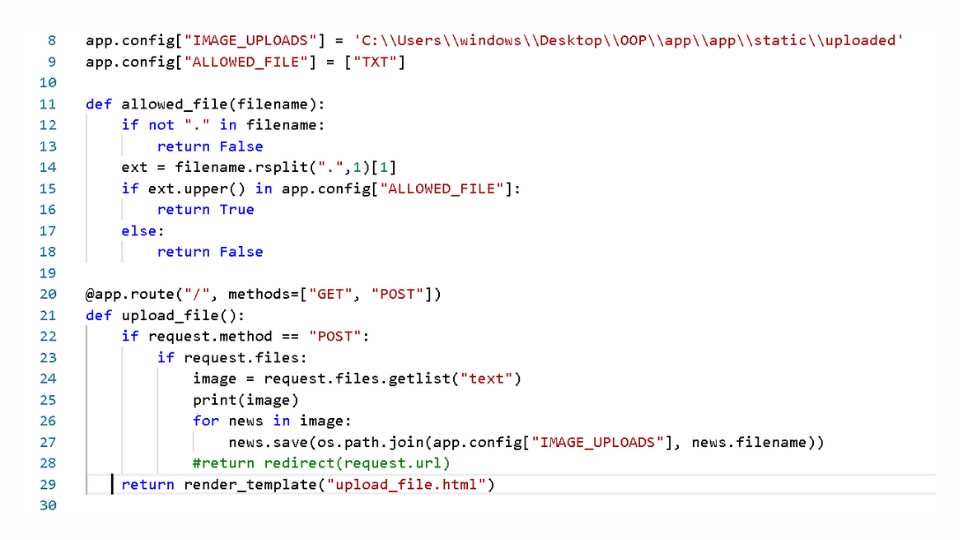 8 app.config["IMAGE_UPLOADS"] = 'C:\\Users\\windows\\Desktop\\OOP\\app\\app\\static\\uploaded'
9 app.config["ALLOWED_FILE"] = ["TXT"]
10
11 def allowed_file(filename):
12     if not "." in filename:
13         return False
14     ext = filename.rsplit(".",1)[1]
15     if ext.upper() in app.config["ALLOWED_FILE"]:
16         return True
17     else:
18         return False
19
20 @app.route("/", methods=["GET", "POST"])
21 def upload_file():
22     if request.method == "POST":
23         if request.files:
24             image = request.files.getlist("text")
25             print(image)
26             for news in image:
27                 news.save(os.path.join(app.config["IMAGE_UPLOADS"], news.filename))
28             #return redirect(request.url)
29     return render_template("upload_file.html")
30